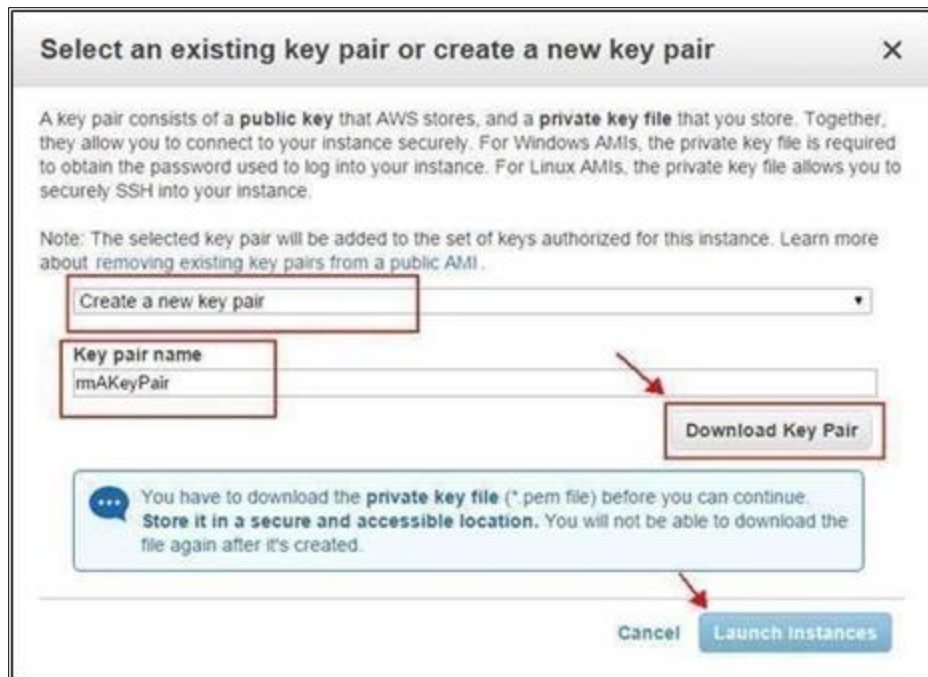 Select an existing key pair or create a new key pair
A key pair consists of a public key that AWS stores, and a private key file that you store. Together,
they allow you to connect to your instance securely. For Windows AMIs, the private key file is required
to obtain the password used to log into your instance. For Linux AMIs, the private key file allows you to
securely SSH into your instance.
Note: The selected key pair will be added to the set of keys authorized for this instance. Learn more
about removing existing key pairs from a public AMI.
Create a new key pair
Key pair name
rmAKeyPair
Download Key Pair
You have to download the private key file (*.pem file) before you can continue.
Store it in a secure and accessible location. You will not be able to download the
file again after it's created.
Cancel
Launch Instances